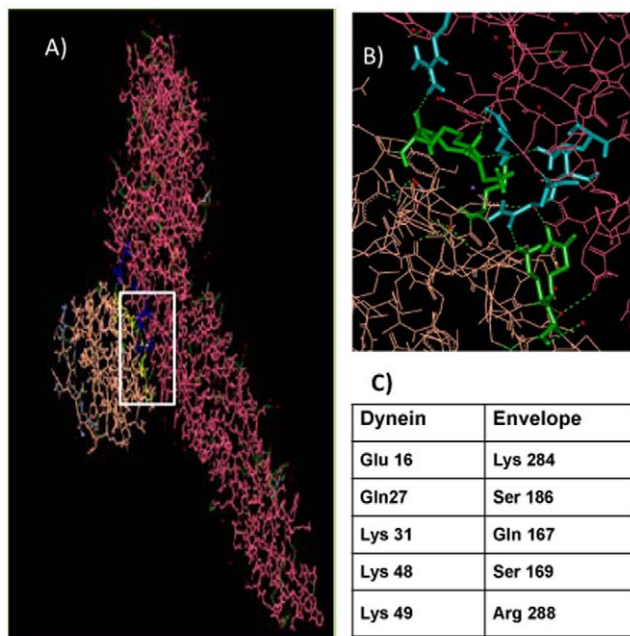 A)
B)
C)
Dynein Envelope
Glu 16 Lys 284
Gln27 Ser 186
Lys 31 Gln 167
Lys 48 Ser 169
Lys 49 Arg 288